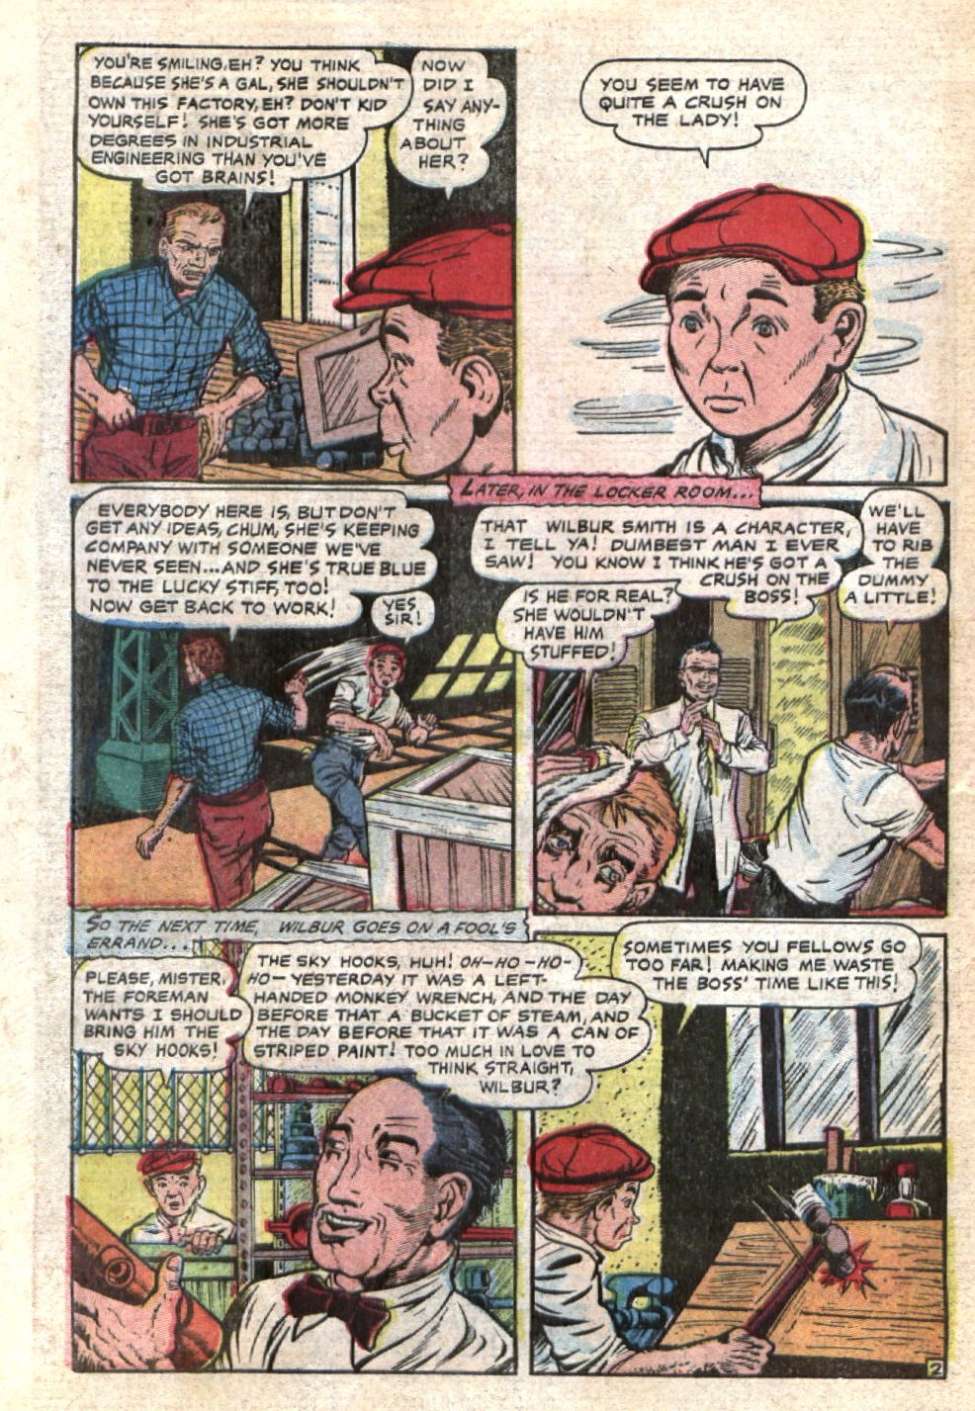 YOU'RE SMILING, EH? YOU THINK
BECAUSE SHE'S A GAL, SHE SHOULDN'T
OWN THIS FACTORY, EH? DON'T KID
YOURSELF! SHE'S GOT MORE
DEGREES IN INDUSTRIAL
ENGINEERING THAN YOU'VE
GOT BRAINS!
NOW
DID I
SAY ANY-
THING
ABOUT
HER?
YOU SEEM TO HAVE
QUITE A CRUSH ON
THE LADY!
EVERYBODY HERE IS, BUT DON'T
GET ANY IDEAS, CHUM, SHE'S KEEPING
COMPANY WITH SOMEONE WE'VE
NEVER SEEN...AND SHE'S TRUE BLUE
TO THE LUCKY STIFF, TOO!
NOW GET BACK TO WORK!
YES,
SIR!
LATER, IN THE LOCKER ROOM...
THAT WILBUR SMITH IS A CHARACTER,
I TELL YA! DUMBEST MAN I EVER
SAW! YOU KNOW I THINK HE'S GOT A
CRUSH ON THE
BOSS!
IS HE FOR REAL?
SHE WOULDN'T
HAVE HIM
STUFFED!
WE'LL
HAVE
TO RIB
THE
DUMMY
A LITTLE!
SO THE NEXT TIME, WILBUR GOES ON A FOOL'S
ERRAND...
PLEASE, MISTER,
THE FOREMAN
WANTS I SHOULD
BRING HIM THE
SKY HOOKS!
THE SKY HOOKS, HUH! OH-HO-HO-
HO-YESTERDAY IT WAS A LEFT-
HANDED MONKEY WRENCH, AND THE DAY
BEFORE THAT A BUCKET OF STEAM, AND
THE DAY BEFORE THAT IT WAS A CAN OF
STRIPED PAINT! TOO MUCH IN LOVE TO
THINK STRAIGHT,
WILBUR?
SOMETIMES YOU FELLOWS GO
TOO FAR! MAKING ME WASTE
THE BOSS' TIME LIKE THIS!
2